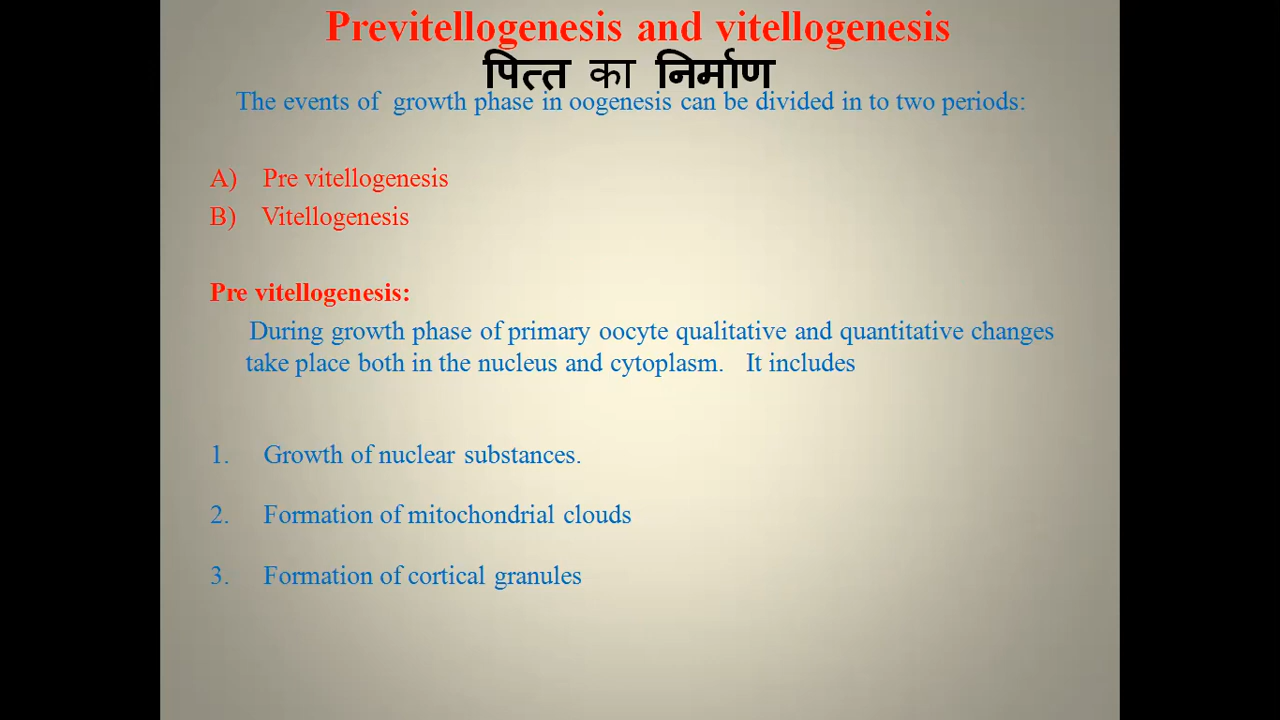 Previtellogenesis and vitellogenesis
पित्त का निर्माण
The events of growth phase in oogenesis can be divided in to two periods:
A) Pre vitellogenesis
B) Vitellogenesis
Pre vitellogenesis:
During growth phase of primary oocyte qualitative and quantitative changes
take place both in the nucleus and cytoplasm. It includes
1. Growth of nuclear substances.
2. Formation of mitochondrial clouds
3. Formation of cortical granules